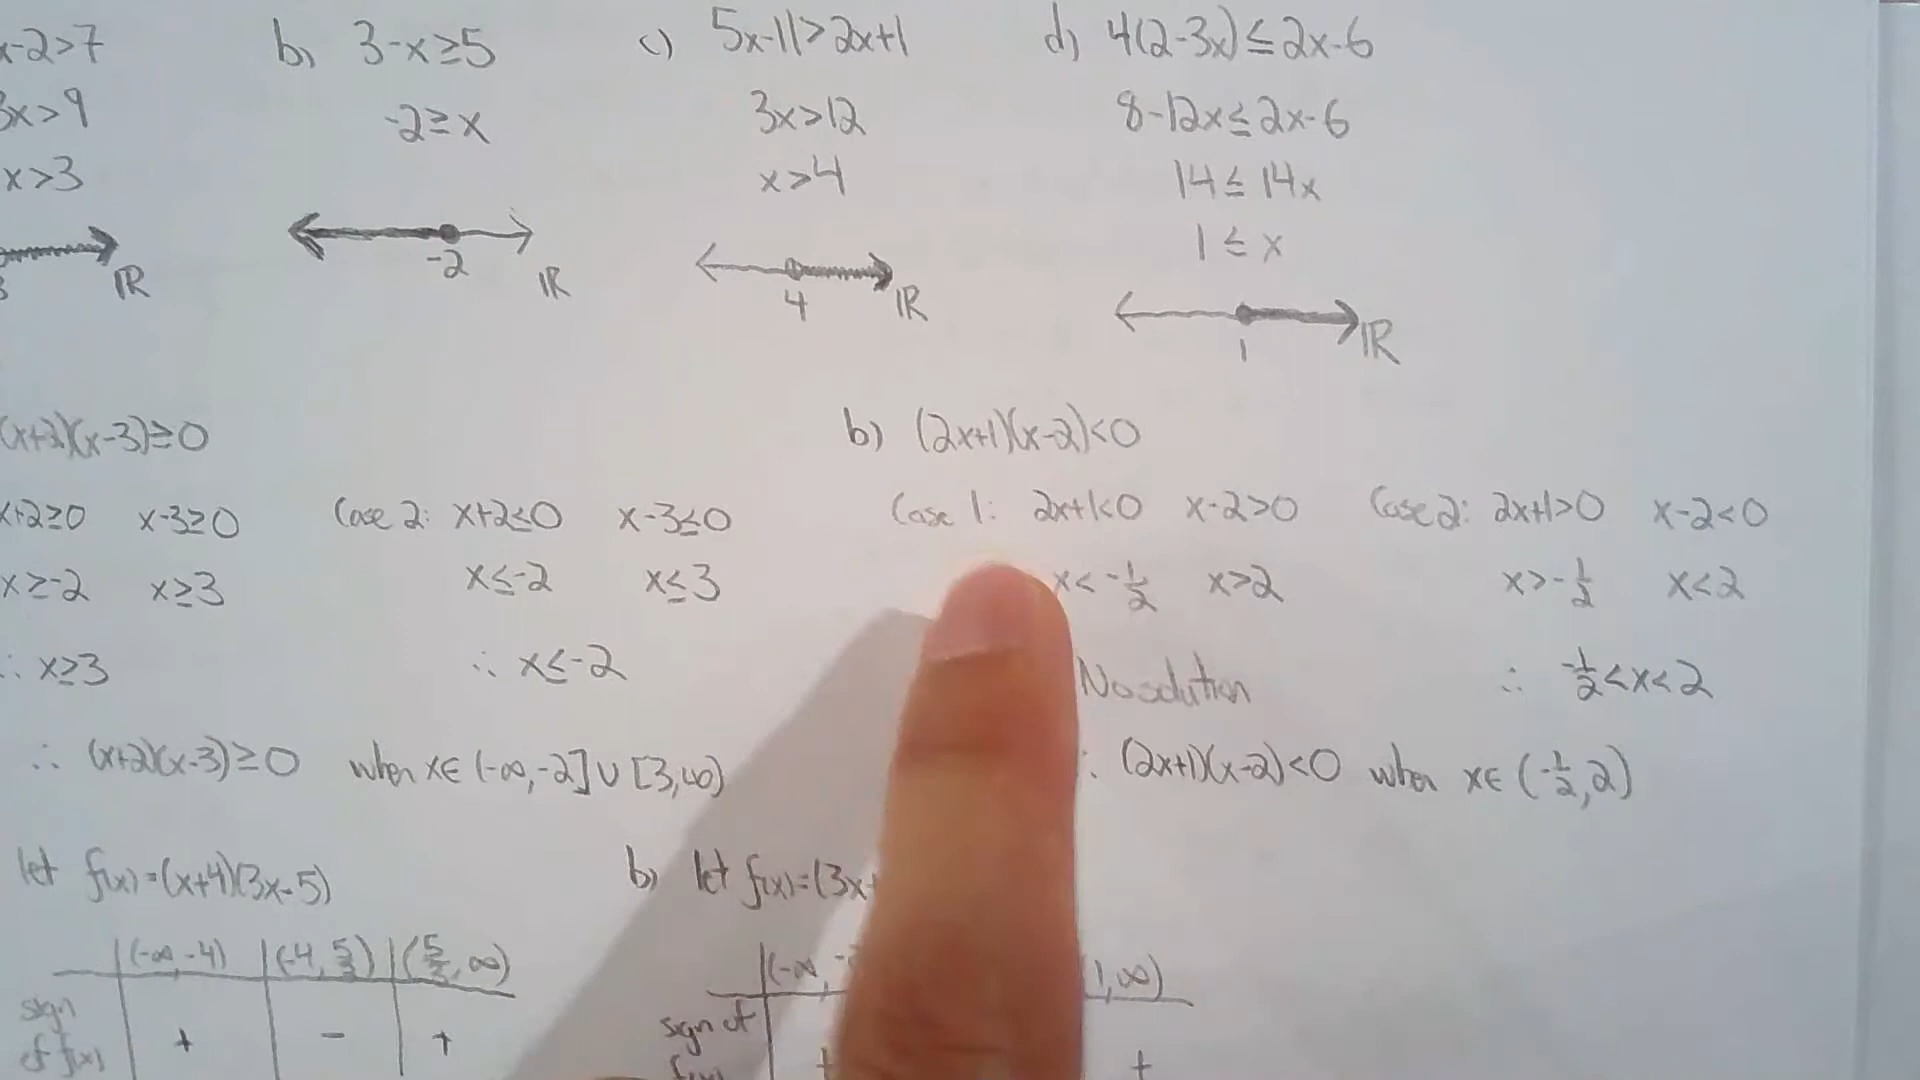 x-2>7
3x>9
x>3
3
IR
b) 3-x≥5
-2≥x
-2
IR
c) 5x-11>2x+1
3x>12
x>4
4
IR
d) 4(2-3x)≤2x-6
8-12x≤2x-6
14≤14x
1≤x
1
IR
(x+2)(x-3)≥0
x+2≥0 x-3≥0
x≥-2 x≥3
∴ x≥3
Case 2: x+2≤0 x-3≤0
x≤-2 x≤3
∴ x≤-2
∴ (x+2)(x-3)≥0 when x∈(-∞,-2]∪[3,∞)
b) (2x+1)(x-2)<0
Case 1: 2x+1<0 x-2>0
x<-1/2 x>2
No solution
Case 2: 2x+1>0 x-2<0
x>-1/2 x<2
∴ -1/2<x<2
∴ (2x+1)(x-2)<0 when x∈(-1/2,2)
let f(x)=(x+4)(3x-5)
(-∞,-4) (-4,5/3) (5/3,∞)
sign of f(x) + - +
b) let f(x)=(3x+
(-∞,- 1,∞)
sign of + +